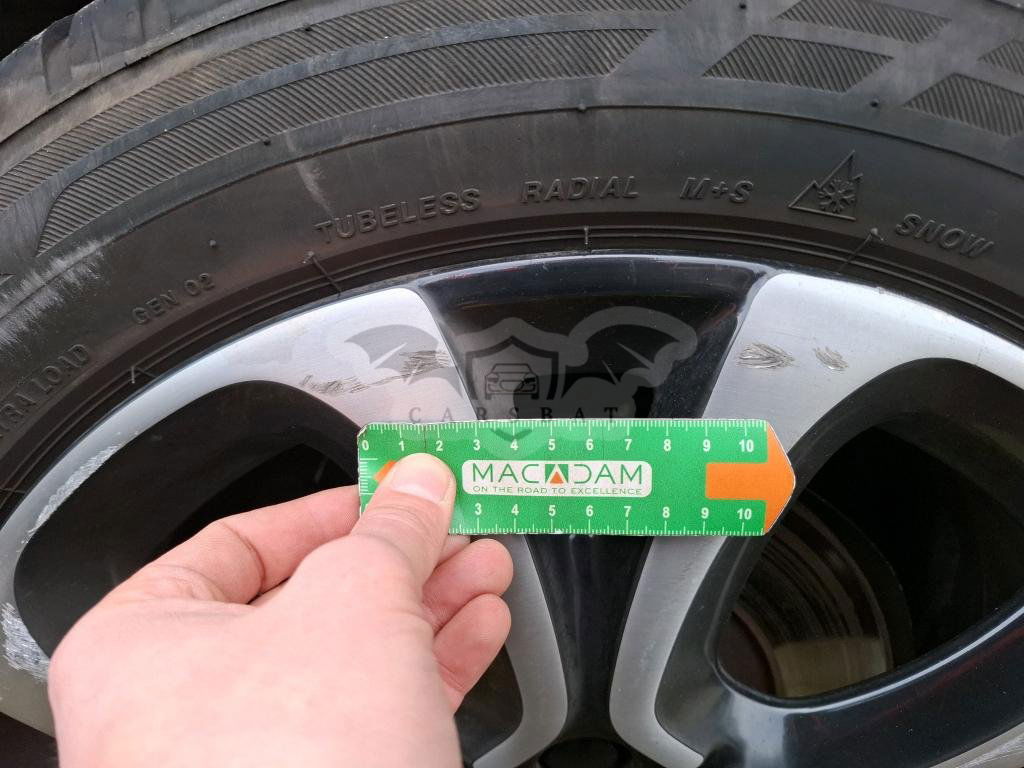 TUBELESS RADIAL M+S SNOW
GEN 02
RA LOAD
CARSBAT
0 1 2 3 4 5 6 7 8 9 10
MACADAM
ON THE ROAD TO EXCELLENCE
3 4 5 6 7 8 9 10